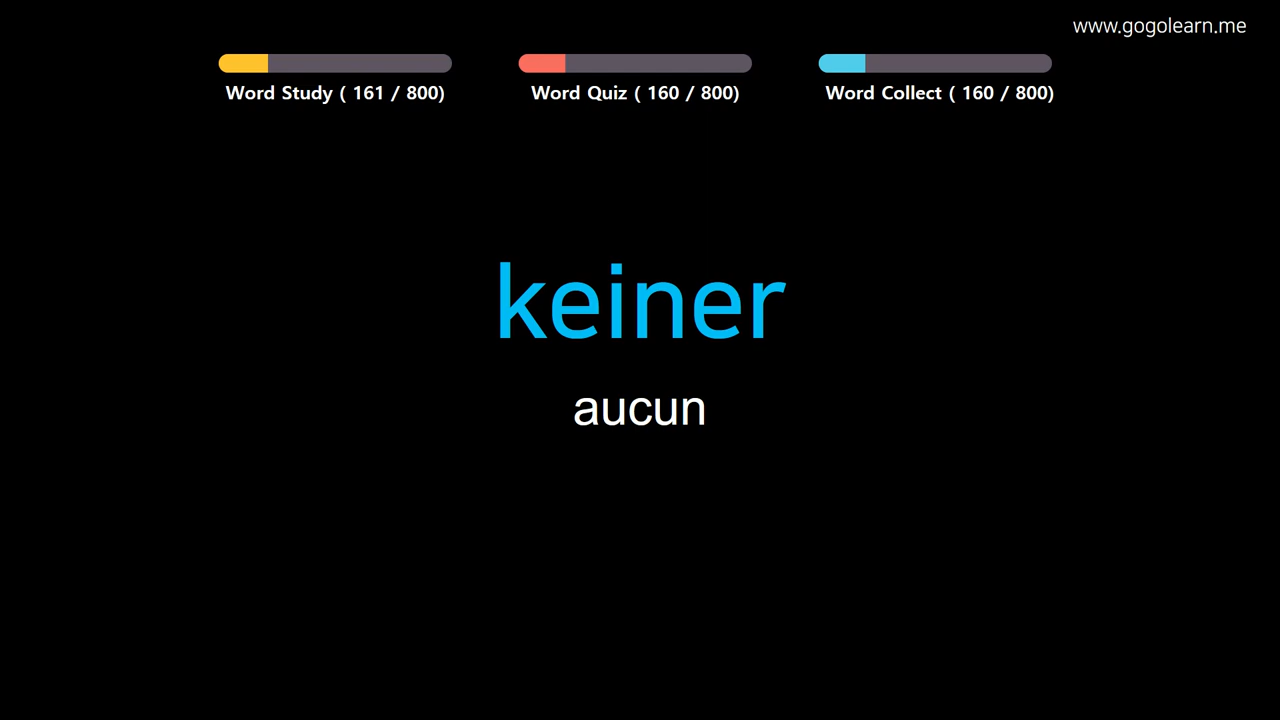 www.gogolearn.me
Word Study ( 161 / 800)
Word Quiz ( 160 / 800)
Word Collect ( 160 / 800)
keiner
aucun